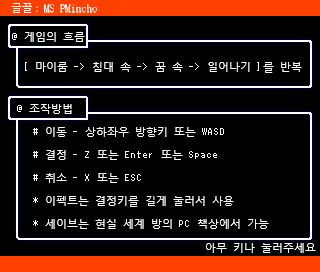 글꼴: MS PMincho
@ 게임의 흐름
[ 마이룸 -> 침대 속 -> 꿈 속 -> 일어나기 ]를 반복
@ 조작방법
# 이동 - 상하좌우 방향키 또는 WASD
# 결정 - Z 또는 Enter 또는 Space
# 취소 - X 또는 ESC
* 이펙트는 결정키를 길게 눌러서 사용
* 세이브는 현실 세계 방의 PC 책상에서 가능
아무 키나 눌러주세요